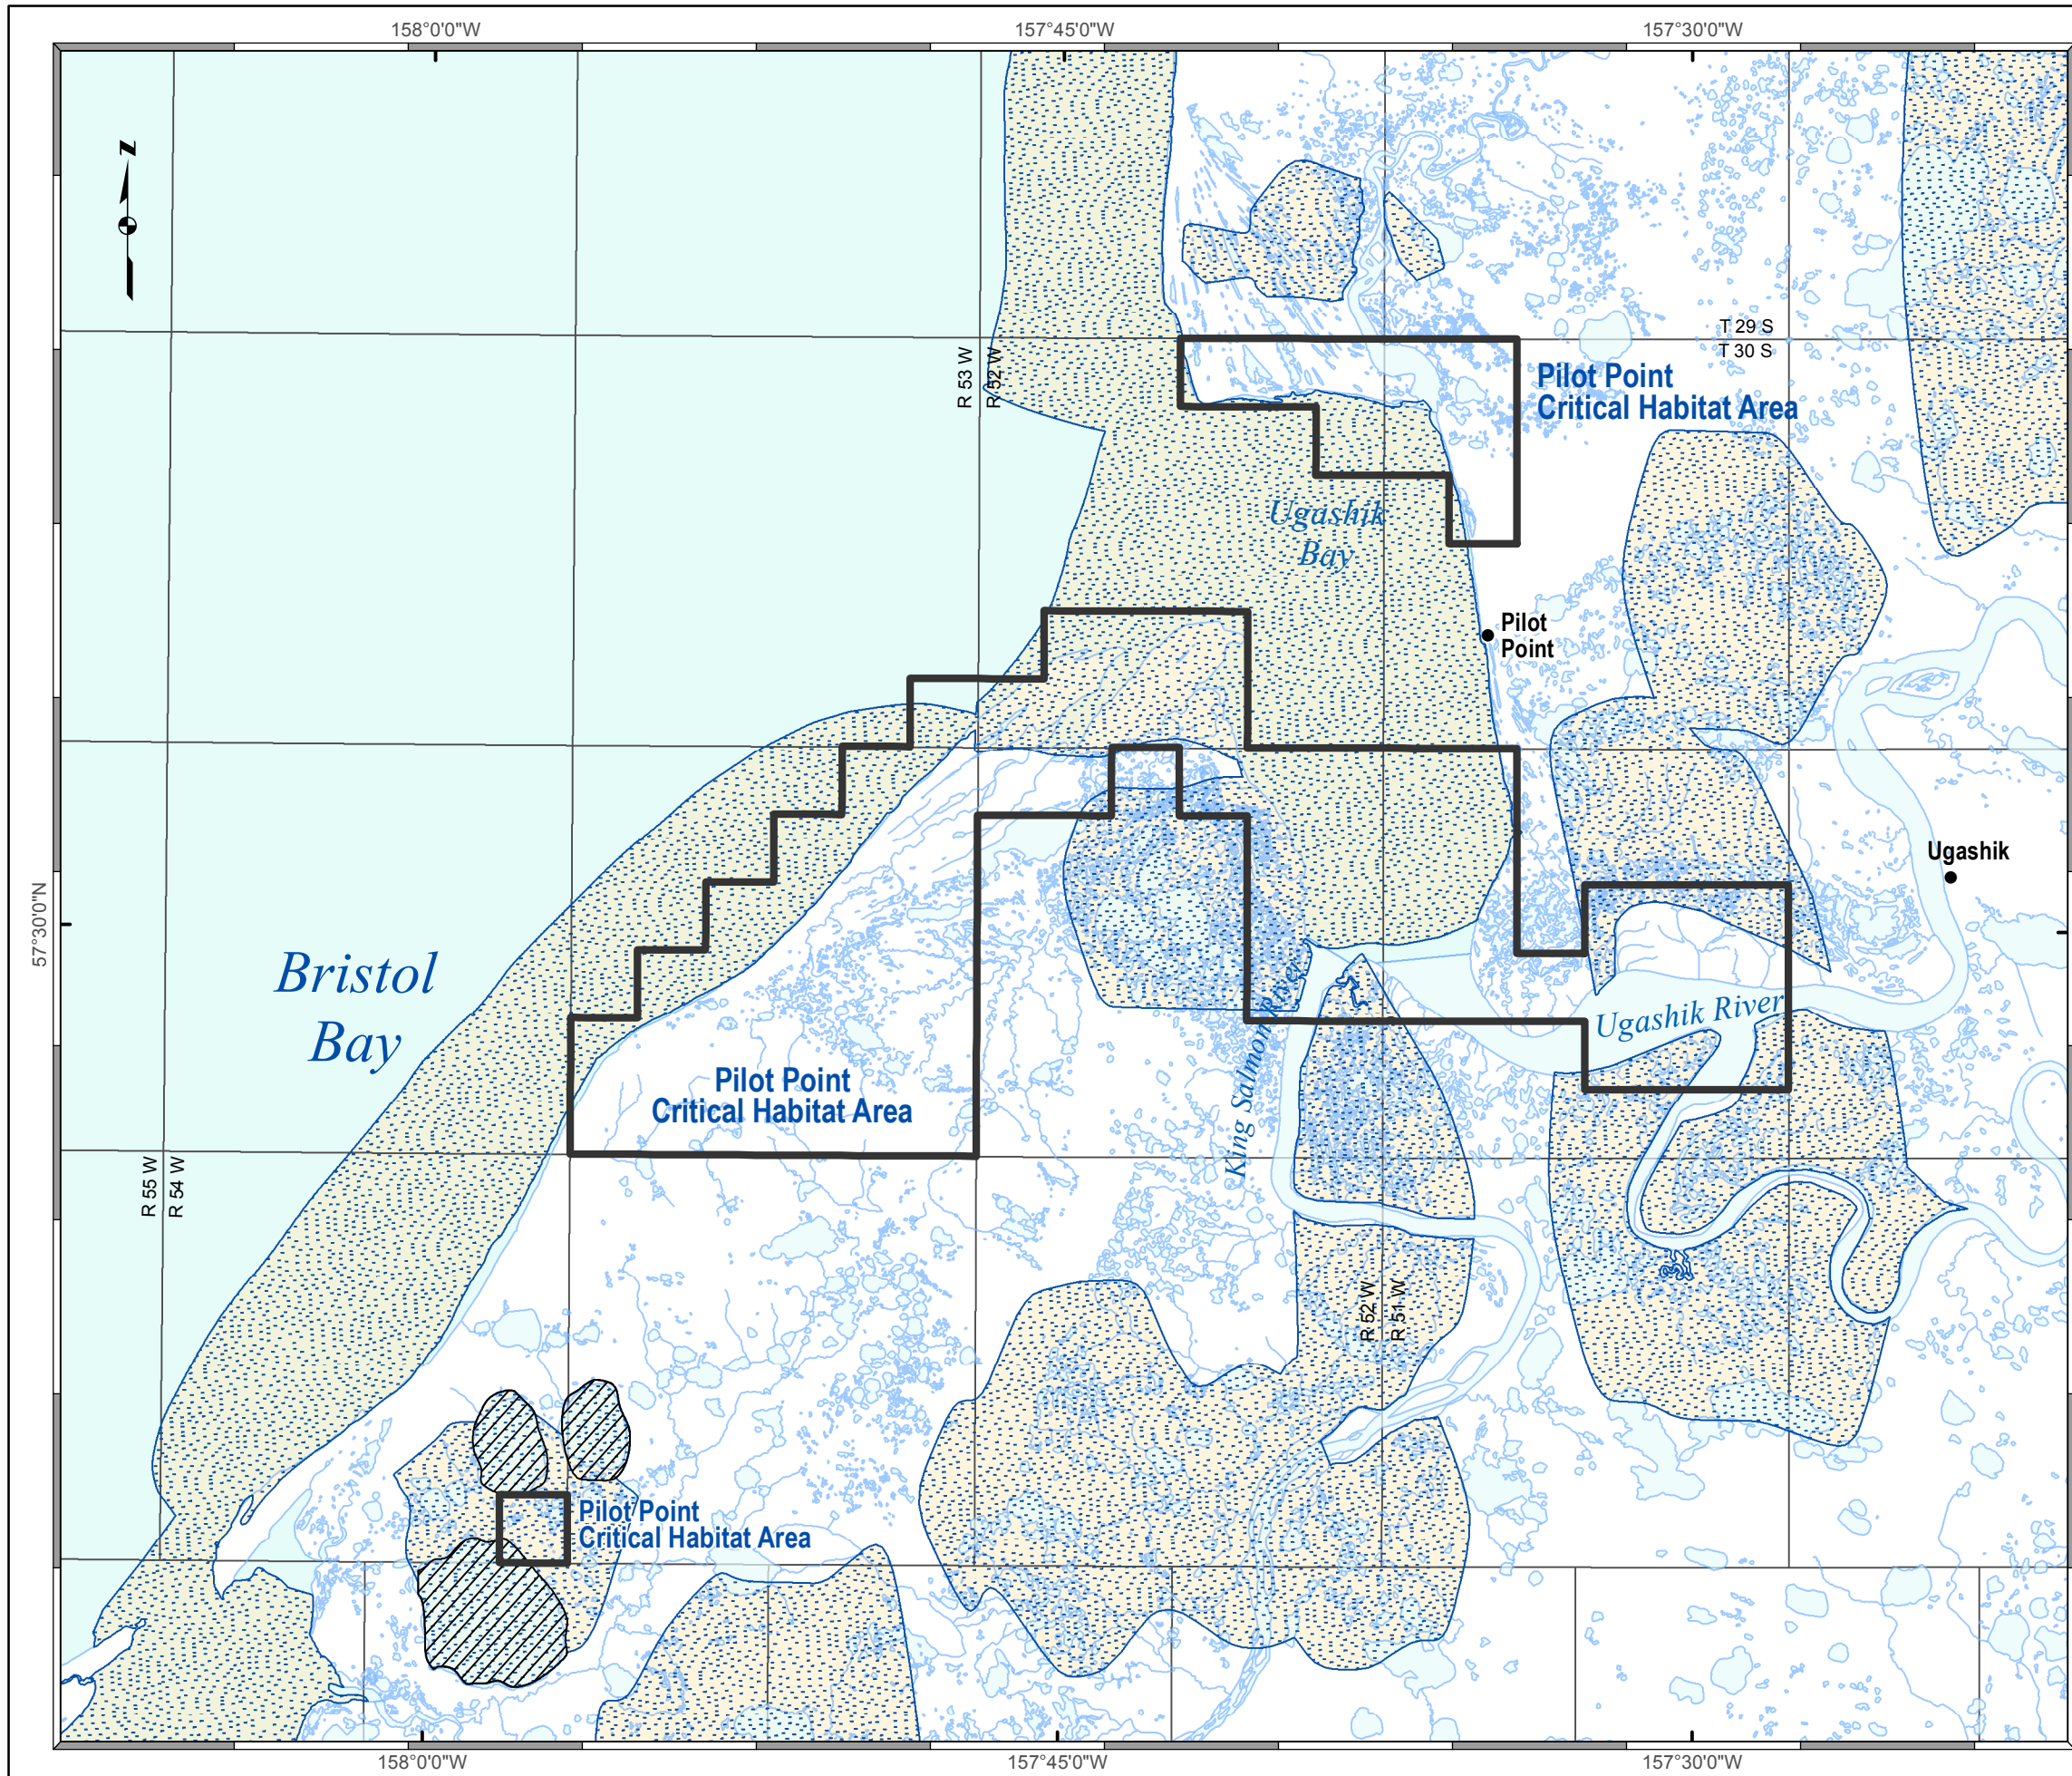 158°0'0"W
157°45'0"W
157°30'0"W
N
T 29 S
T 30 S
R 53 W
R 52 W
Pilot Point
Critical Habitat Area
Ugashik
Bay
Pilot
Point
Ugashik
57°30'0"N
Bristol
Bay
Ugashik River
King Salmon River
Pilot Point
Critical Habitat Area
R 55 W
R 54 W
R 52 W
R 51 W
Pilot Point
Critical Habitat Area
158°0'0"W
157°45'0"W
157°30'0"W